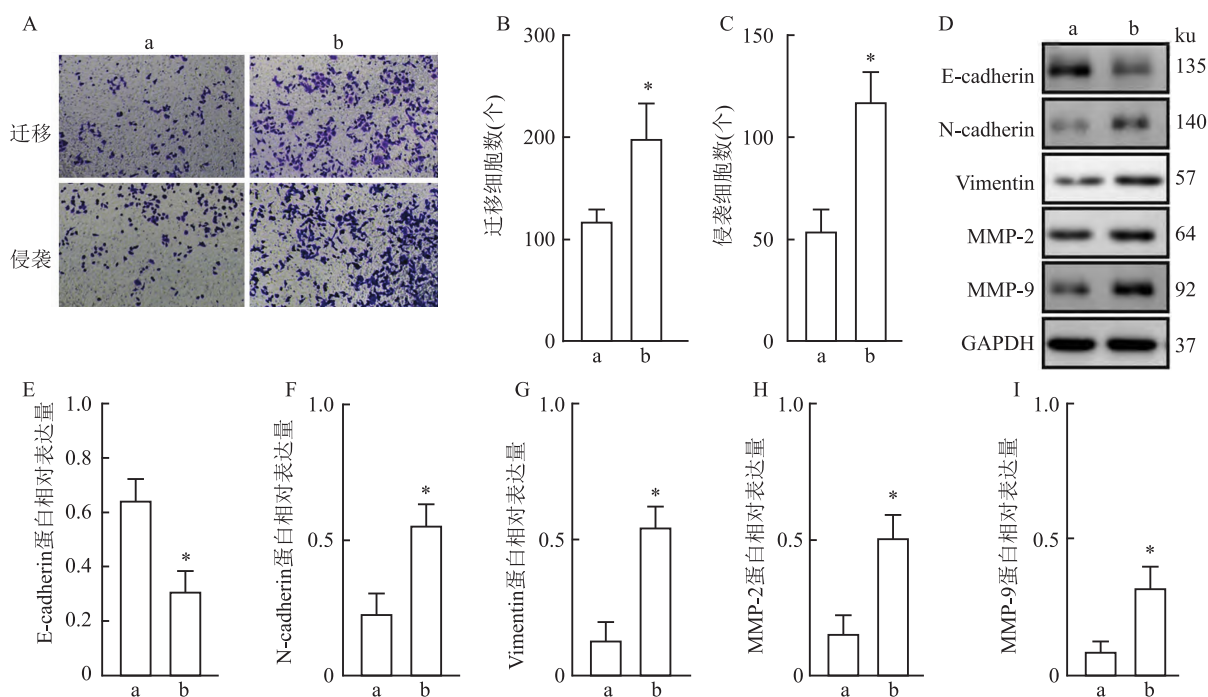 A
a
b
迁移
侵袭
B
迁移细胞数(个)
300
200
100
0
*
a
b
C
侵袭细胞数(个)
150
100
50
0
*
a
b
D
a
b
ku
E-cadherin
135
N-cadherin
140
Vimentin
57
MMP-2
64
MMP-9
92
GAPDH
37
E
E-cadherin蛋白相对表达量
1.0
0.8
0.6
0.4
0.2
0
*
a
b
F
N-cadherin蛋白相对表达量
1.0
0.5
0
*
a
b
G
Vimentin蛋白相对表达量
1.0
0.5
0
*
a
b
H
MMP-2蛋白相对表达量
1.0
0.5
0
*
a
b
I
MMP-9蛋白相对表达量
1.0
0.5
0
*
a
b